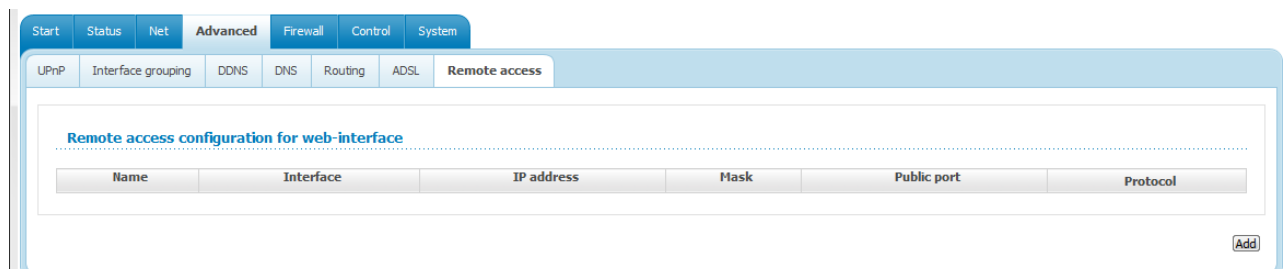 Start Status Net Advanced Firewall Control System
UPnP Interface grouping DDNS DNS Routing ADSL Remote access
Remote access configuration for web-interface
Name Interface IP address Mask Public port Protocol
Add